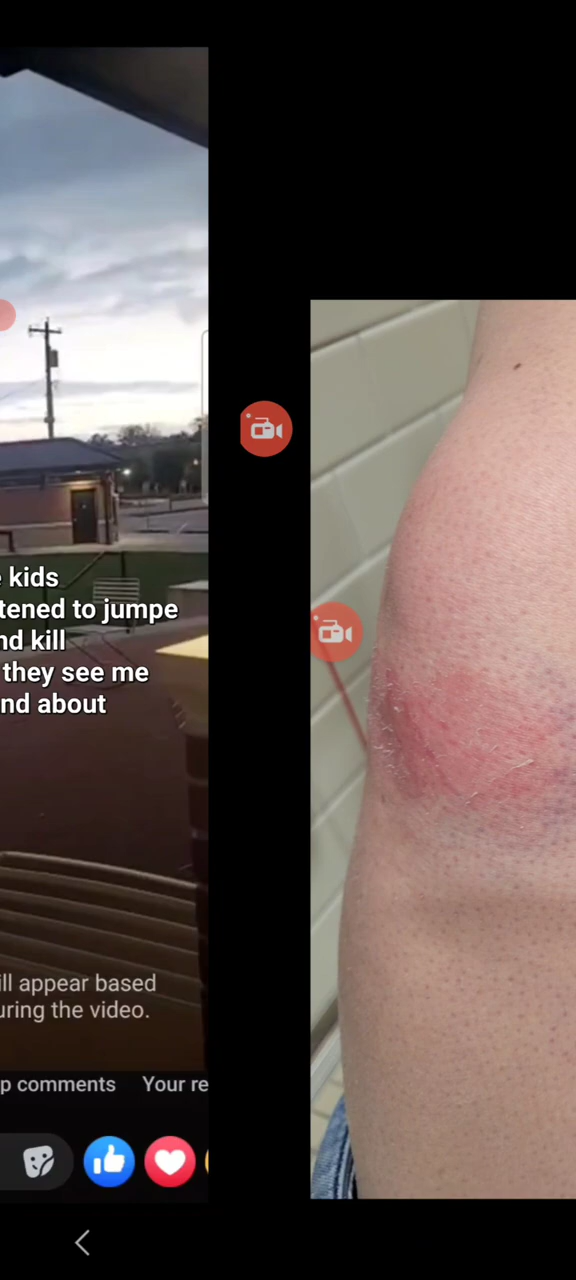 kids
tened to jumpe
nd kill
they see me
nd about
ill appear based
uring the video.
p comments Your re